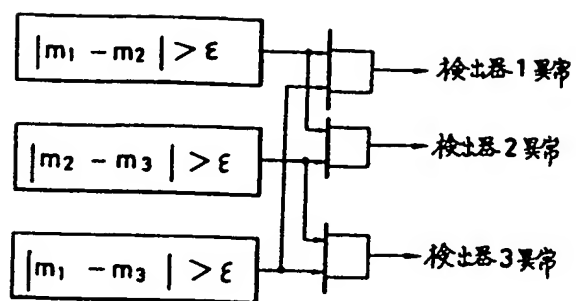 |m₁ - m₂| > ε
検出器1異常
|m₂ - m₃| > ε
検出器2異常
|m₁ - m₃| > ε
検出器3異常